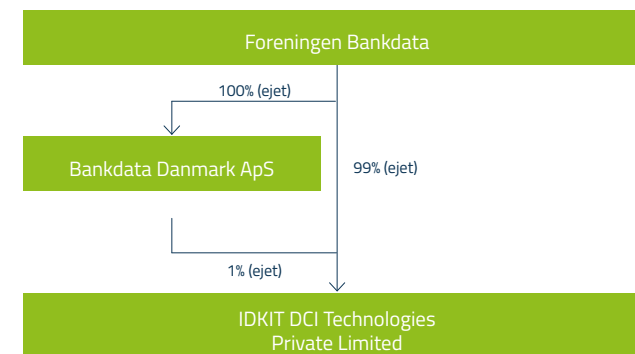 Foreningen Bankdata
100% (ejet)
Bankdata Danmark ApS
99% (ejet)
1% (ejet)
IDKIT DCI Technologies
Private Limited